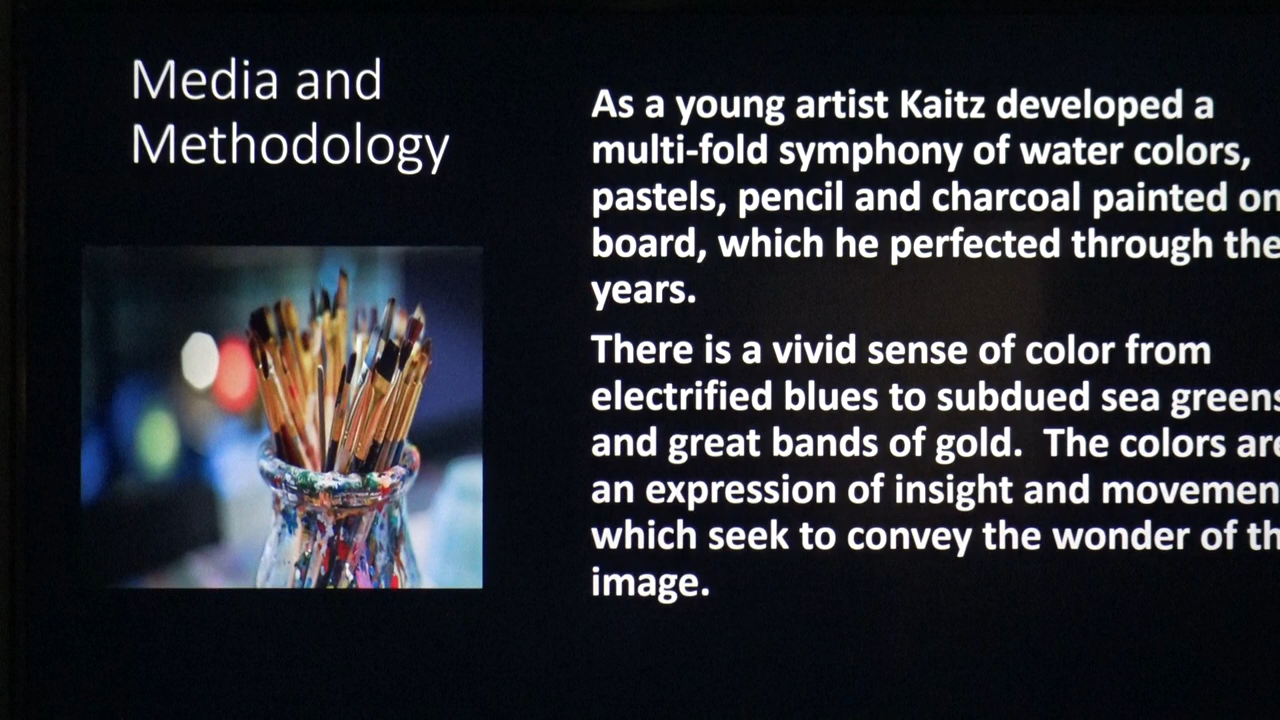 Media and
Methodology
As a young artist Kaitz developed a
multi-fold symphony of water colors,
pastels, pencil and charcoal painted on
board, which he perfected through the
years.
There is a vivid sense of color from
electrified blues to subdued sea greens
and great bands of gold.  The colors are
an expression of insight and movemen
which seek to convey the wonder of th
image.